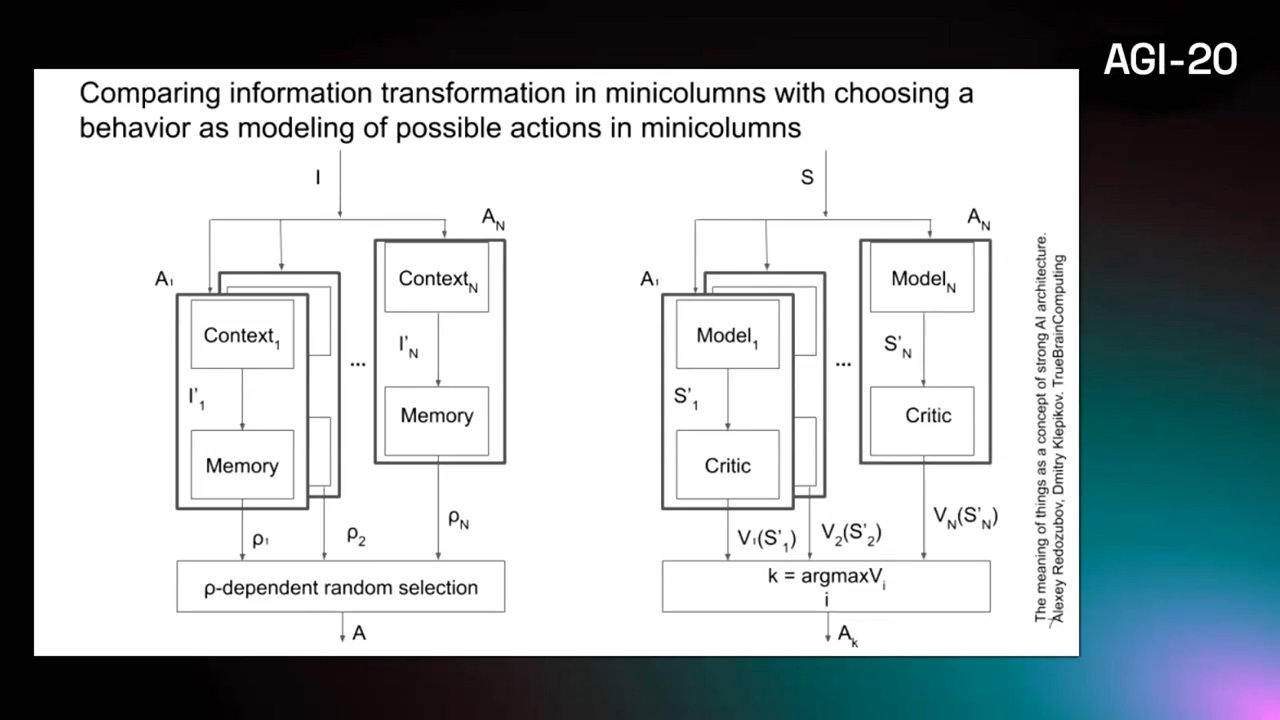 AGI-20
Comparing information transformation in minicolumns with choosing a
behavior as modeling of possible actions in minicolumns
I
A₁
Aₙ
Context₁
I'₁
Memory
...
Contextₙ
I'ₙ
Memory
ρ₁
ρ₂
ρₙ
ρ-dependent random selection
A
S
A₁
Aₙ
Model₁
S'₁
Critic
...
Modelₙ
S'ₙ
Critic
V₁(S'₁)
V₂(S'₂)
Vₙ(S'ₙ)
k = argmaxVᵢ
i
Aₖ
The meaning of things as a concept of strong AI architecture.
Alexey Redozubov, Dmitry Klepikov. TrueBrainComputing